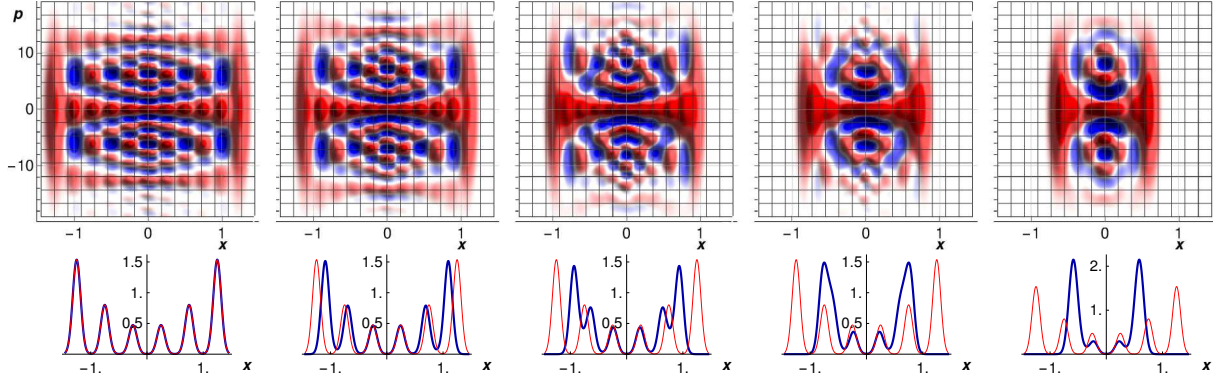 p
10
0
−10
−1 0 1 −1 0 1 −1 0 1 −1 0 1 −1 0 1
x x x x x
1.5 1.5 1.5 1.5 2.
1. 1. 1. 1. 1.
0.5 0.5 0.5 0.5
−1. 1. x −1. 1. x −1. 1. x −1. 1. x −1. 1. x